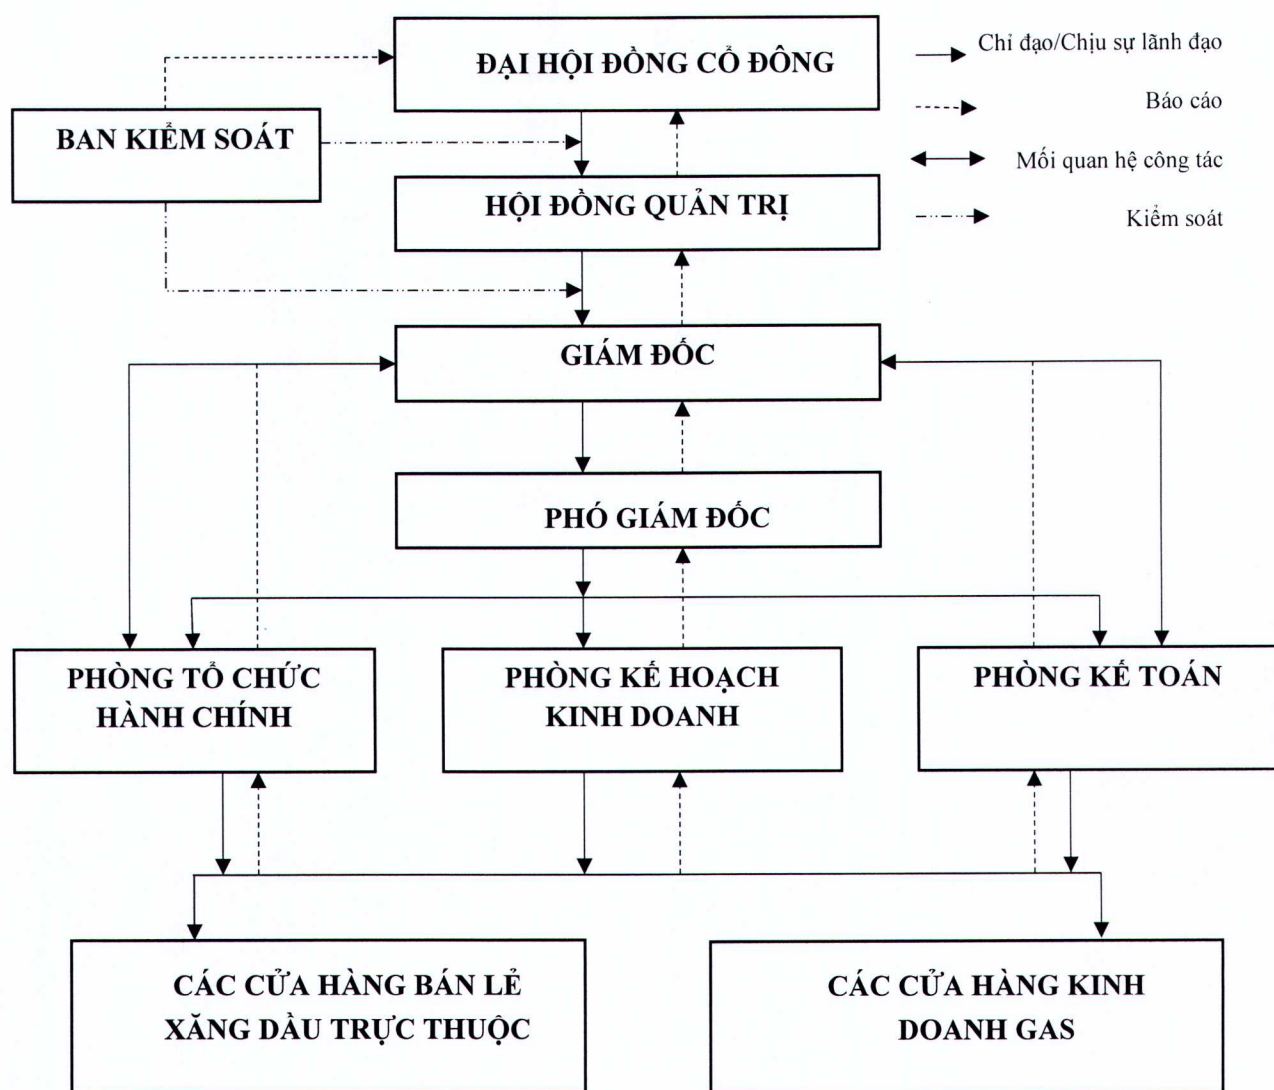 ĐẠI HỘI ĐỒNG CỔ ĐÔNG
Chỉ đạo/Chịu sự lãnh đạo
Báo cáo
Mối quan hệ công tác
Kiểm soát
BAN KIỂM SOÁT
HỘI ĐỒNG QUẢN TRỊ
GIÁM ĐỐC
PHÓ GIÁM ĐỐC
PHÒNG TỔ CHỨC
HÀNH CHÍNH
PHÒNG KẾ HOẠCH
KINH DOANH
PHÒNG KẾ TOÁN
CÁC CỬA HÀNG BÁN LẺ
XĂNG DẦU TRỰC THUỘC
CÁC CỬA HÀNG KINH
DOANH GAS